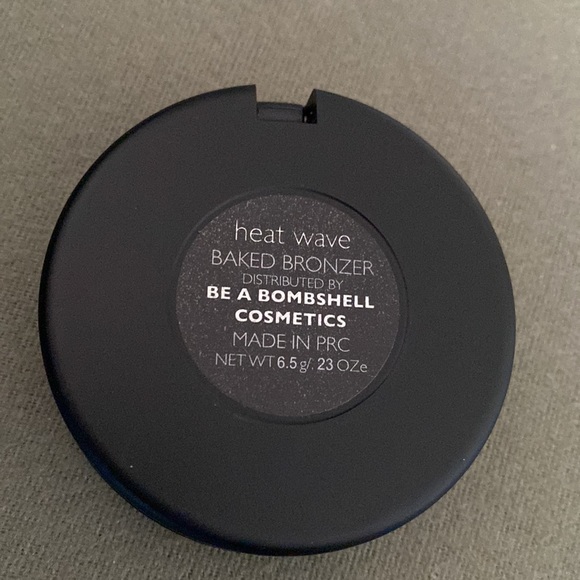 heat wave
BAKED BRONZER
DISTRIBUTED BY
BE A BOMBSHELL
COSMETICS
MADE IN PRC
NET WT 6.5 g/. 23 OZe